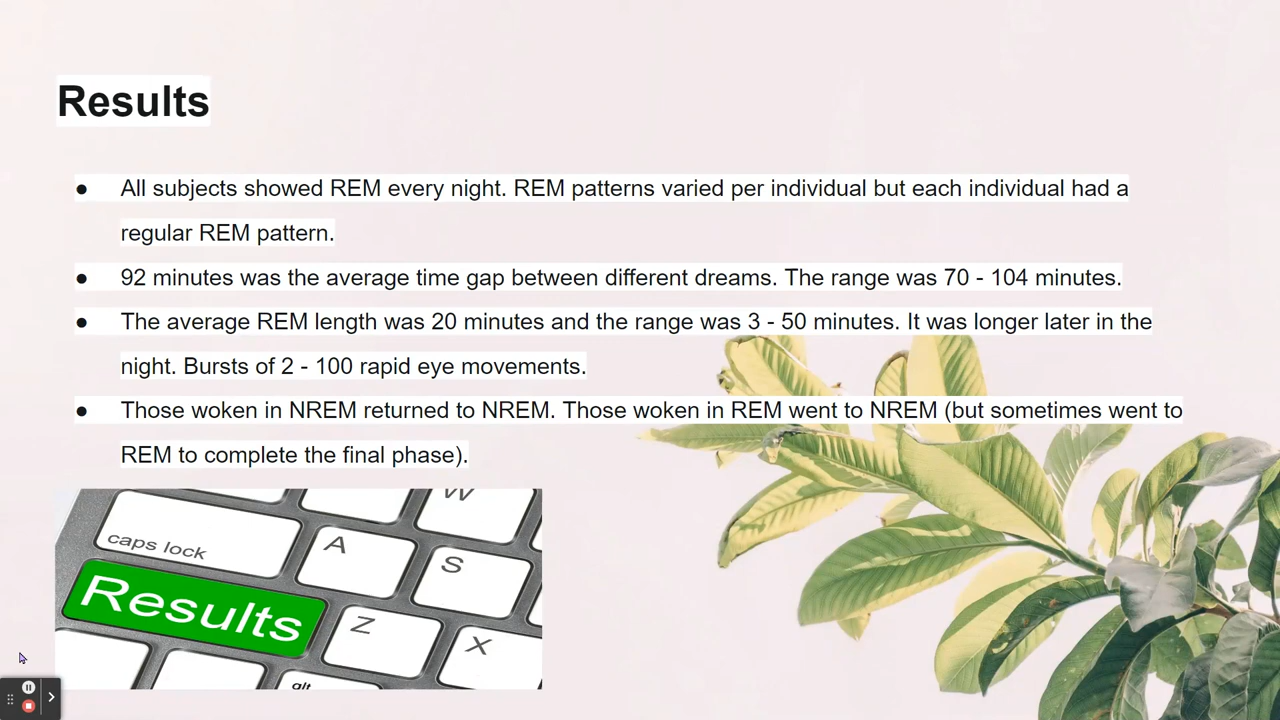 Results
● All subjects showed REM every night. REM patterns varied per individual but each individual had a
regular REM pattern.
● 92 minutes was the average time gap between different dreams. The range was 70 - 104 minutes.
● The average REM length was 20 minutes and the range was 3 - 50 minutes. It was longer later in the
night. Bursts of 2 - 100 rapid eye movements.
● Those woken in NREM returned to NREM. Those woken in REM went to NREM (but sometimes went to
REM to complete the final phase).
W
caps lock A S
Results Z X
alt